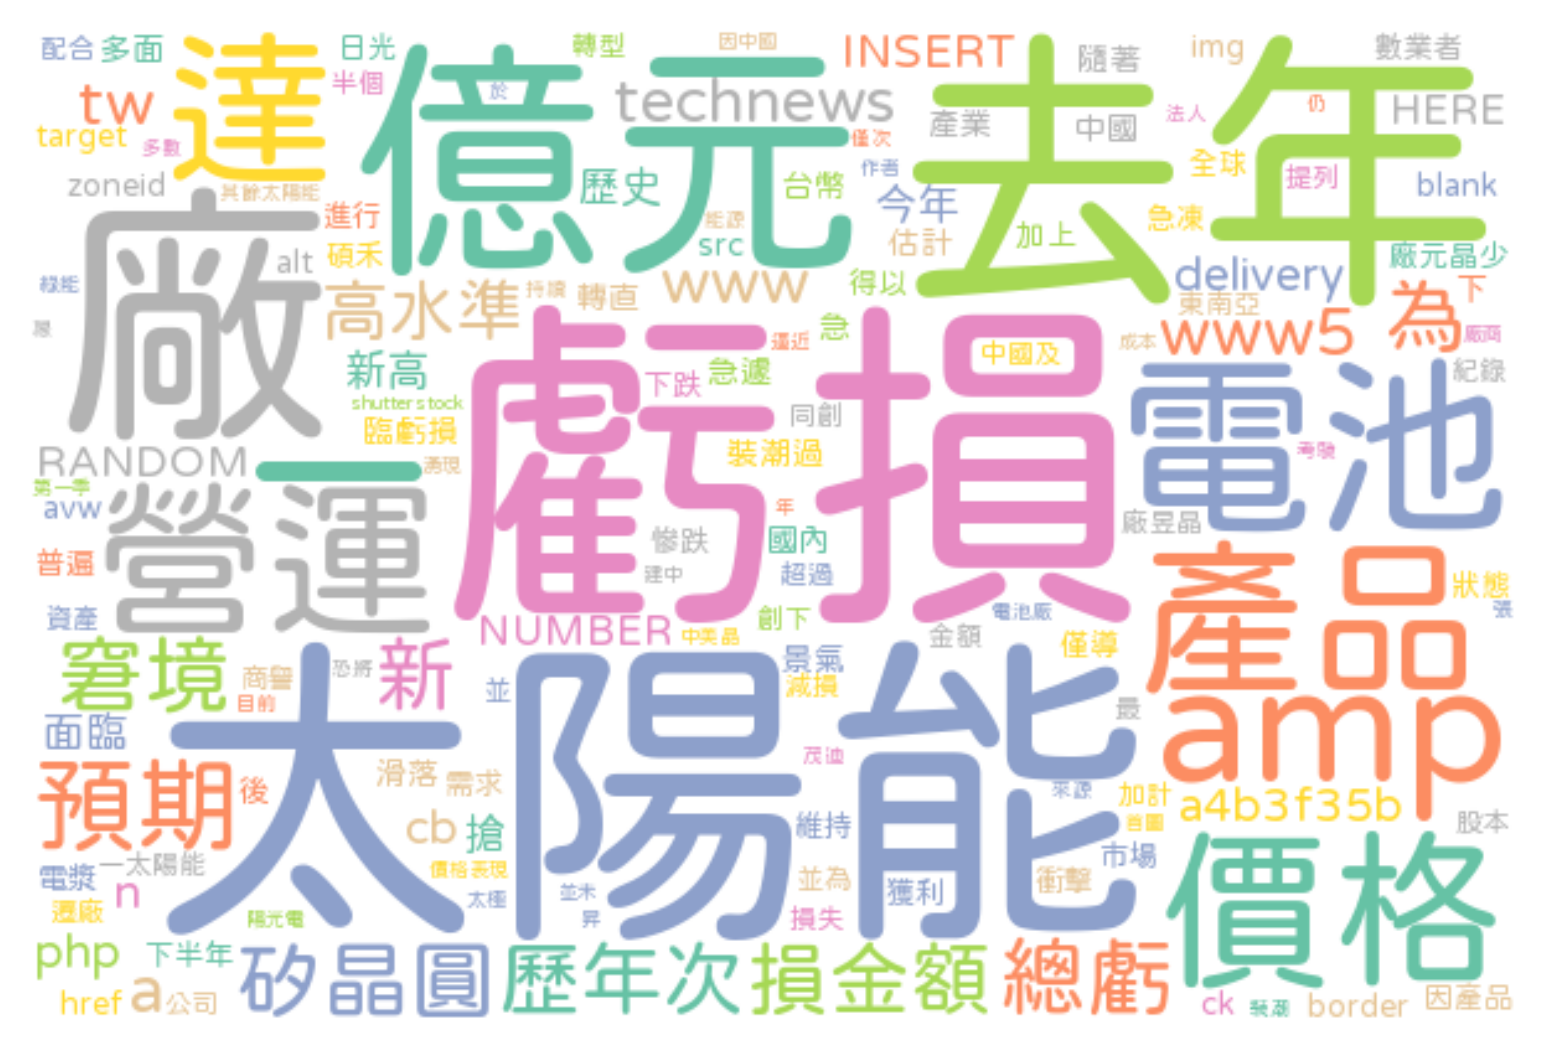 配合
多面
達
日光
轉型
因中國
INSERT
隨著
img
數業者
tw
半個
億元
於
technews
去年
HERE
仍
法人
target
多數
產業
中國
僅次
全球
提列
blank
zoneid
其餘太陽能
歷史
台幣
作者
今年
進行
能源
急凍
廠
alt
碩禾
src
估計
加上
廠元晶少
綠能
高水準
持續
轉直
www
得以
delivery
東南亞
為
下
新高
虧損
逼近
急
中國及
成本
www5
廠商
下跌
急遽
電池
紀錄
shutterstock
臨虧損
同創
裝潮過
考驗
RANDOM
一
湧現
第一季
avw
營運
年
廠昱晶
普遍
慘跌
國內
建中
超過
產品
狀態
資產
NUMBER
中美晶
創下
電池廠
張
金額
僅導
窘境
商譽
恐將
新
景氣
目前
並
減損
最
amp
面臨
太陽能
茂迪
預期
後
滑落
需求
來源
加計
a4b3f35b
cb
搶
維持
首圖
股本
市場
價格
電漿
一太陽能
價格表現
n
太極
並未
並為
獲利
衝擊
遷廠
陽光電
昇
損失
php
下半年
矽晶圓
歷年次
損金額
總虧
href
a
公司
ck
裝潮
border
因產品